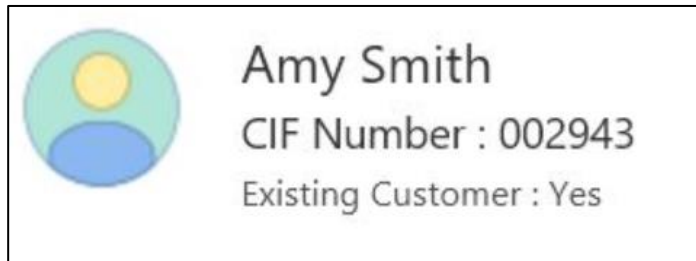 Amy Smith
CIF Number : 002943
Existing Customer : Yes